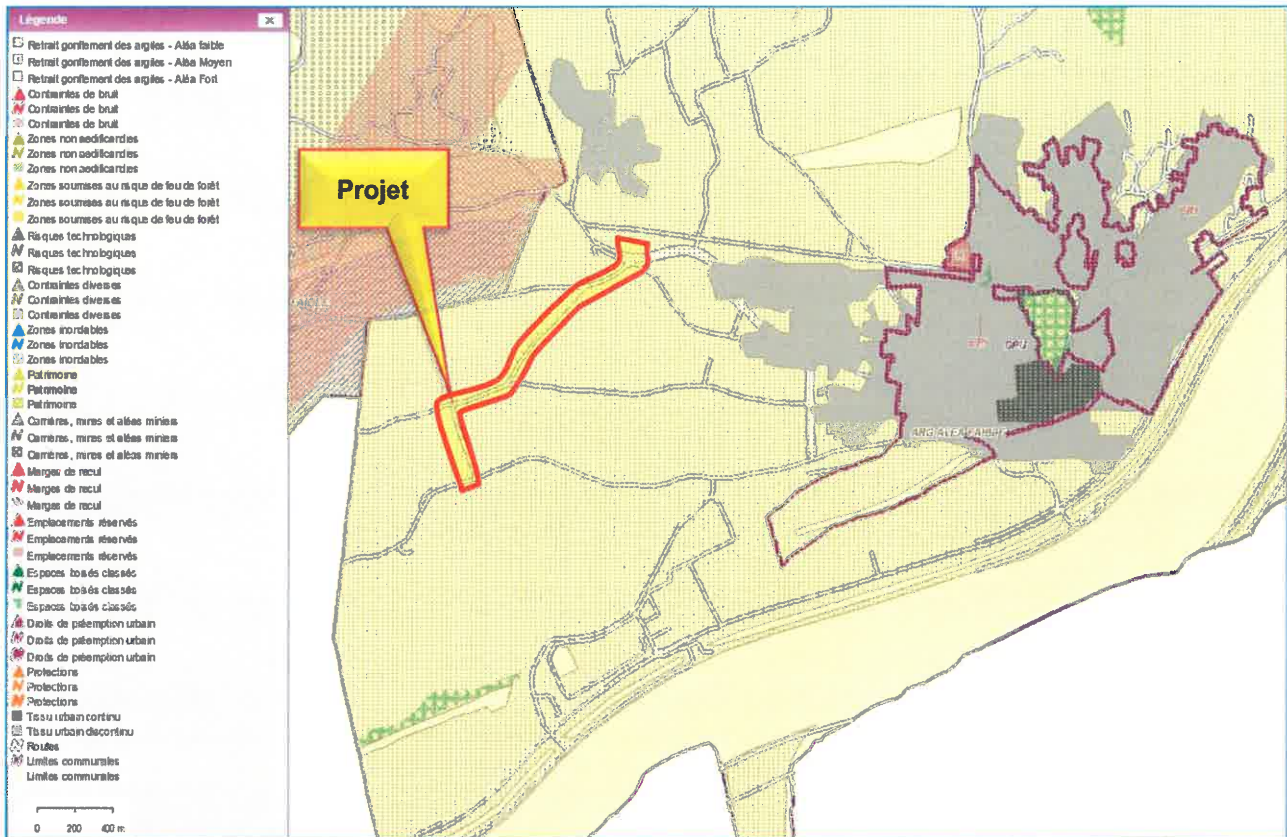 Légende
Retrait gonflement des argiles - Aléa faible
Retrait gonflement des argiles - Aléa Moyen
Retrait gonflement des argiles - Aléa Fort
Contraintes de bruit
Contraintes de bruit
Contraintes de bruit
Zones non aedificandies
Zones non aedificandies
Zones non aedificandies
Zones soumises au risque de feu de forêt
Zones soumises au risque de feu de forêt
Zones soumises au risque de feu de forêt
Risques technologiques
Risques technologiques
Risques technologiques
Contraintes diverses
Contraintes diverses
Contraintes diverses
Zones inondables
Zones inondables
Zones inondables
Patrimoine
Patrimoine
Patrimoine
Carrières, mines et aléas miniers
Carrières, mines et aléas miniers
Carrières, mines et aléas miniers
Marges de recul
Marges de recul
Marges de recul
Emplacements réservés
Emplacements réservés
Emplacements réservés
Espaces boisés classés
Espaces boisés classés
Espaces boisés classés
Droits de préemption urbain
Droits de préemption urbain
Droits de préemption urbain
Protections
Protections
Protections
Tissu urbain continu
Tissu urbain discontinu
Routes
Limites communales
Limites communales
0 200 400 m
Projet
DPU
ARG ALEA FAIBLE